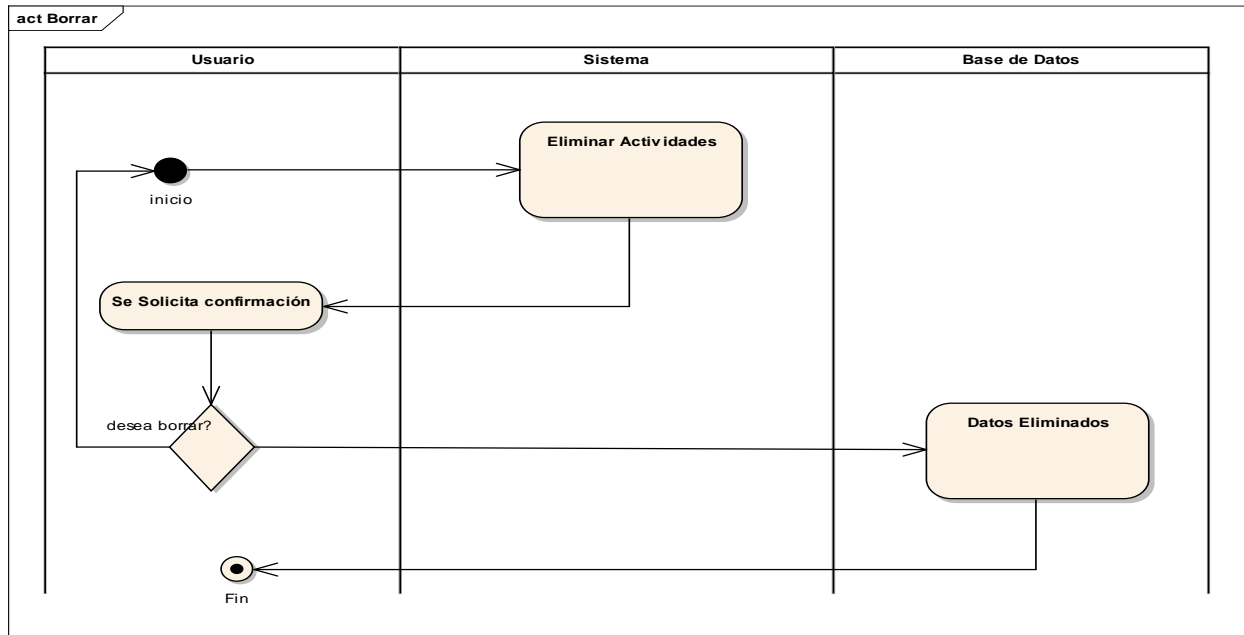 act Borrar
Usuario
Sistema
Base de Datos
Eliminar Actividades
inicio
Se Solicita confirmación
desea borrar?
Datos Eliminados
Fin